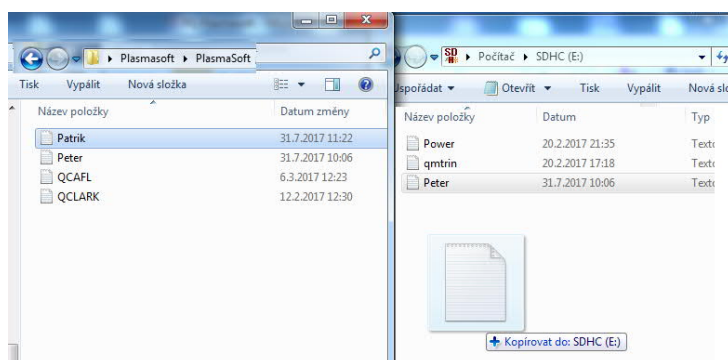 Plasmasoft PlasmaSoft
Tisk Vypálit Nová složka
Název položky Datum změny
Patrik 31.7.2017 11:22
Peter 31.7.2017 10:06
QCAFL 6.3.2017 12:23
QCLARK 12.2.2017 12:30
SD Počítač SDHC (E:)
Uspořádat Otevřít Tisk Vypálit Nová slo
Název položky Datum Typ
Power 20.2.2017 21:35 Texto
qmtrin 20.2.2017 17:18 Texto
Peter 31.7.2017 10:06 Texto
Kopírovat do: SDHC (E:)